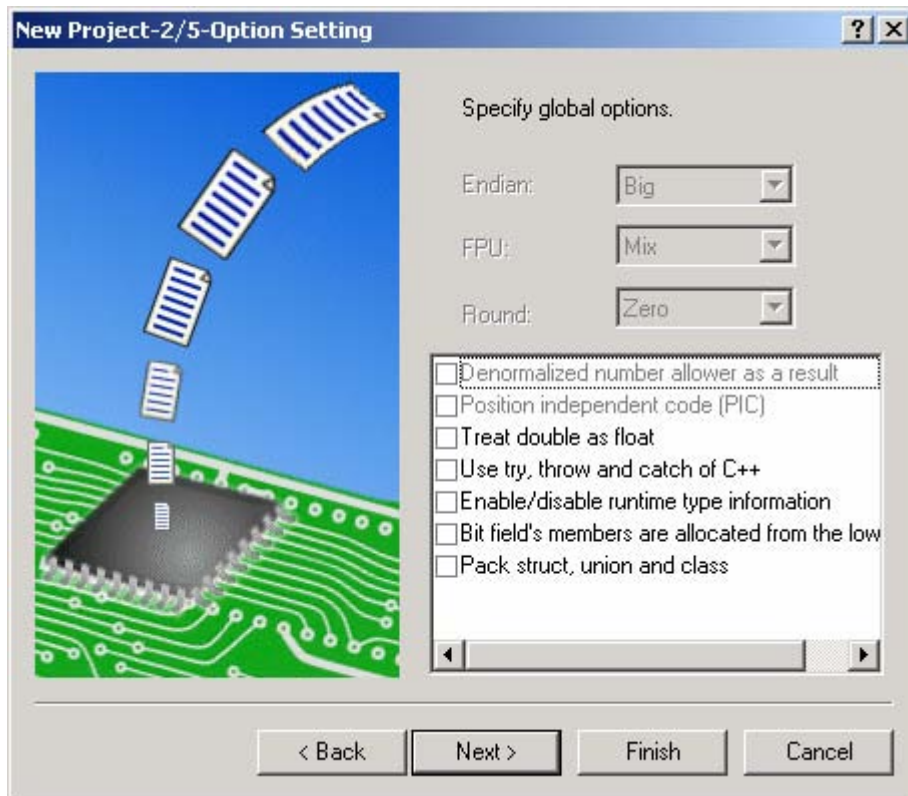 New Project-2/5-Option Setting
Specify global options.
Endian: Big
FPU: Mix
Round: Zero
Denormalized number allower as a result
Position independent code (PIC)
Treat double as float
Use try, throw and catch of C++
Enable/disable runtime type information
Bit field's members are allocated from the low
Pack struct, union and class
< Back Next > Finish Cancel